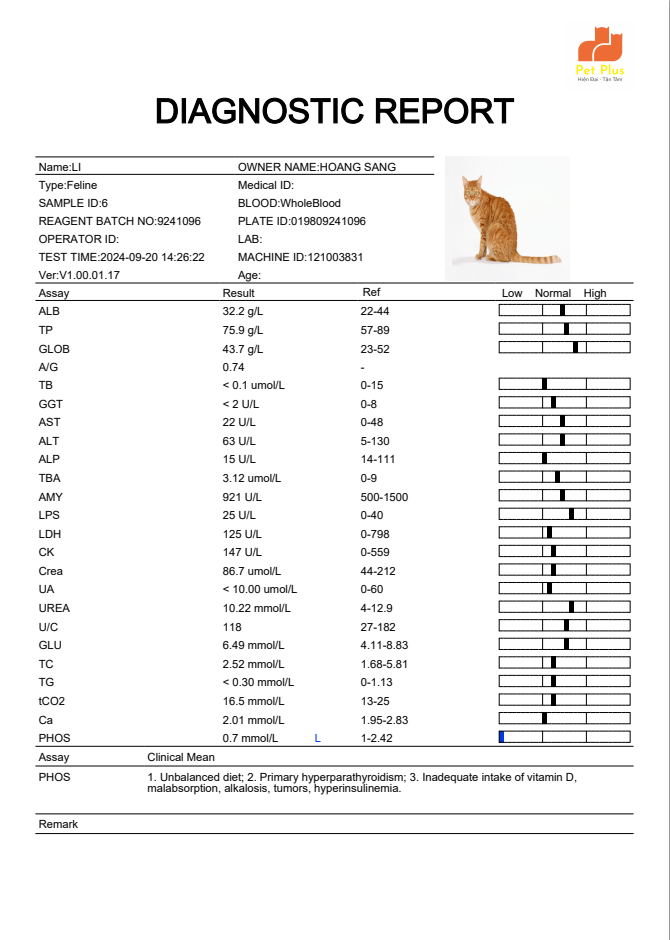 Pet Plus
Hiện Đại - Tận Tâm
DIAGNOSTIC REPORT
Name:LI OWNER NAME:HOANG SANG
Type:Feline Medical ID:
SAMPLE ID:6 BLOOD:WholeBlood
REAGENT BATCH NO:9241096 PLATE ID:019809241096
OPERATOR ID: LAB:
TEST TIME:2024-09-20 14:26:22 MACHINE ID:121003831
Ver:V1.00.01.17 Age:
Assay Result Ref Low Normal High
ALB 32.2 g/L 22-44
TP 75.9 g/L 57-89
GLOB 43.7 g/L 23-52
A/G 0.74 -
TB < 0.1 umol/L 0-15
GGT < 2 U/L 0-8
AST 22 U/L 0-48
ALT 63 U/L 5-130
ALP 15 U/L 14-111
TBA 3.12 umol/L 0-9
AMY 921 U/L 500-1500
LPS 25 U/L 0-40
LDH 125 U/L 0-798
CK 147 U/L 0-559
Crea 86.7 umol/L 44-212
UA < 10.00 umol/L 0-60
UREA 10.22 mmol/L 4-12.9
U/C 118 27-182
GLU 6.49 mmol/L 4.11-8.83
TC 2.52 mmol/L 1.68-5.81
TG < 0.30 mmol/L 0-1.13
tCO2 16.5 mmol/L 13-25
Ca 2.01 mmol/L 1.95-2.83
PHOS 0.7 mmol/L L 1-2.42
Assay Clinical Mean
PHOS 1. Unbalanced diet; 2. Primary hyperparathyroidism; 3. Inadequate intake of vitamin D,
malabsorption, alkalosis, tumors, hyperinsulinemia.
Remark